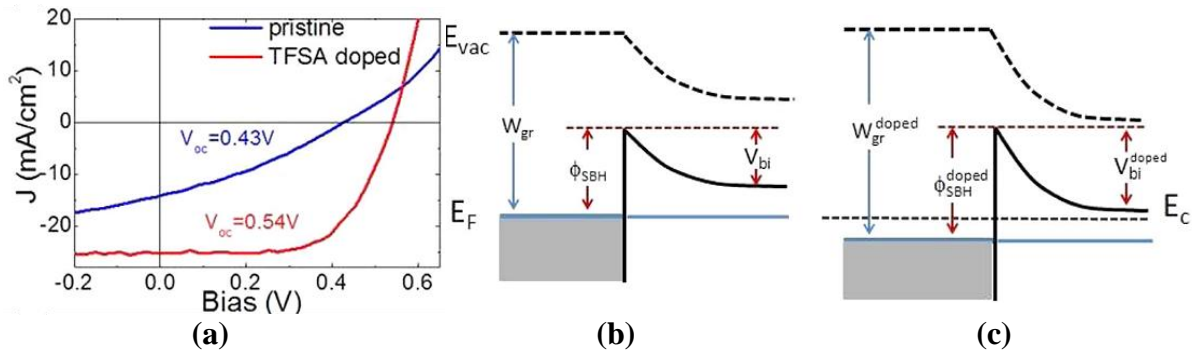 20
10
0
-10
-20
J (mA/cm²)
pristine
TFSA doped
V_oc=0.43V
V_oc=0.54V
-0.2 0.0 0.2 0.4 0.6
Bias (V)
(a)
E_vac
W_gr
ϕ_SBH
V_bi
E_F
(b)
W_gr^doped
ϕ_SBH^doped
V_bi^doped
E_c
(c)